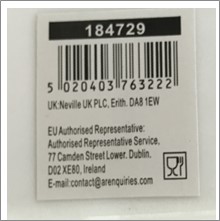 184729
5 020403 763222
UK:Neville UK PLC, Erith. DA8 1EW
EU Authorised Representative:
Authorised Representative Service,
77 Camden Street Lower, Dublin,
D02 XE80, Ireland
E-mail:contact@arenquiries.com